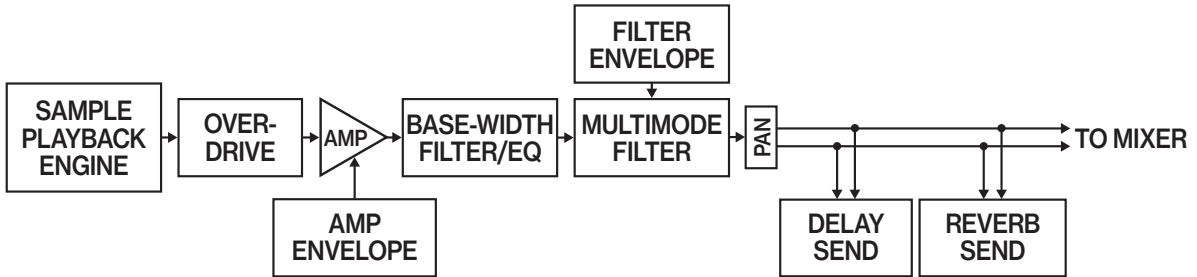 FILTER
ENVELOPE
SAMPLE
PLAYBACK
ENGINE
OVER-
DRIVE
AMP
BASE-WIDTH
FILTER/EQ
MULTIMODE
FILTER
PAN
TO MIXER
AMP
ENVELOPE
DELAY
SEND
REVERB
SEND